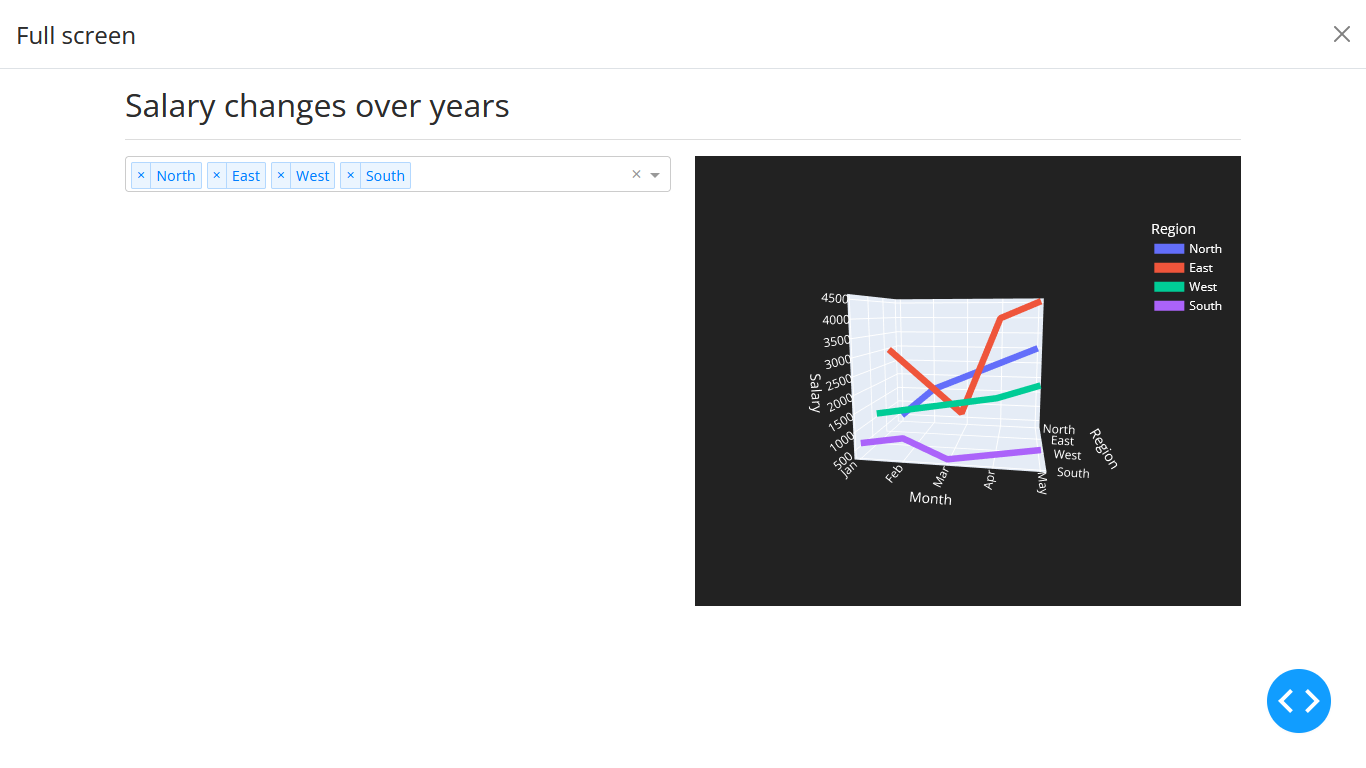 Full screen
Salary changes over years
× North × East × West × South
Region
North
East
West
South
4500
4000
3500
3000
2500
2000
1500
1000
500
Salary
Jan
Feb
Mar
Apr
May
Month
North
East
West
South
Region